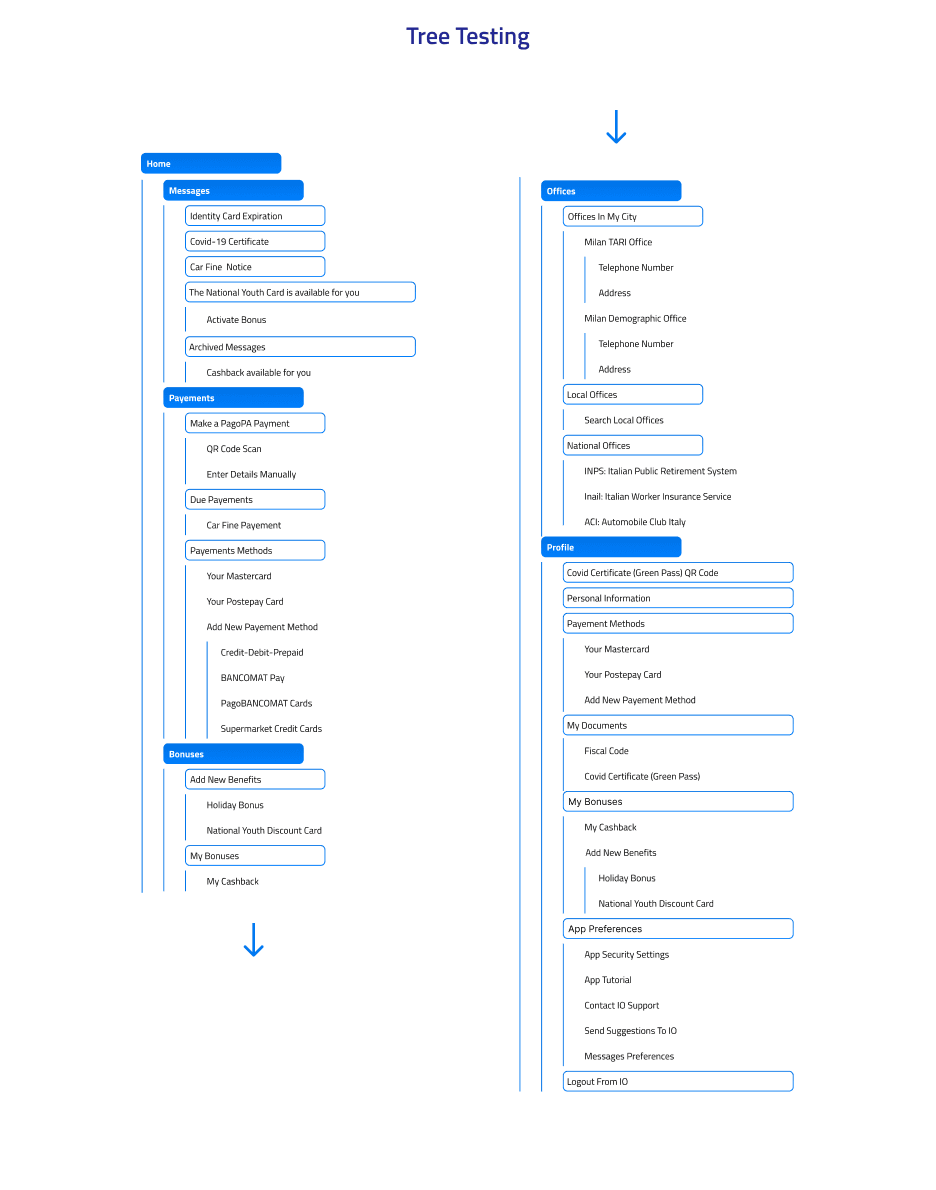 Tree Testing
Home
Messages
Identity Card Expiration
Covid-19 Certificate
Car Fine  Notice
The National Youth Card is available for you
Activate Bonus
Archived Messages
Cashback available for you
Payements
Make a PagoPA Payment
QR Code Scan
Enter Details Manually
Due Payements
Car Fine Payement
Payements Methods
Your Mastercard
Your Postepay Card
Add New Payement Method
Credit-Debit-Prepaid
BANCOMAT Pay
PagoBANCOMAT Cards
Supermarket Credit Cards
Bonuses
Add New Benefits
Holiday Bonus
National Youth Discount Card
My Bonuses
My Cashback
Offices
Offices In My City
Milan TARI Office
Telephone Number
Address
Milan Demographic Office
Telephone Number
Address
Local Offices
Search Local Offices
National Offices
INPS: Italian Public Retirement System
Inail: Italian Worker Insurance Service
ACI: Automobile Club Italy
Profile
Covid Certificate (Green Pass) QR Code
Personal Information
Payement Methods
Your Mastercard
Your Postepay Card
Add New Payement Method
My Documents
Fiscal Code
Covid Certificate (Green Pass)
My Bonuses
My Cashback
Add New Benefits
Holiday Bonus
National Youth Discount Card
App Preferences
App Security Settings
App Tutorial
Contact IO Support
Send Suggestions To IO
Messages Preferences
Logout From IO